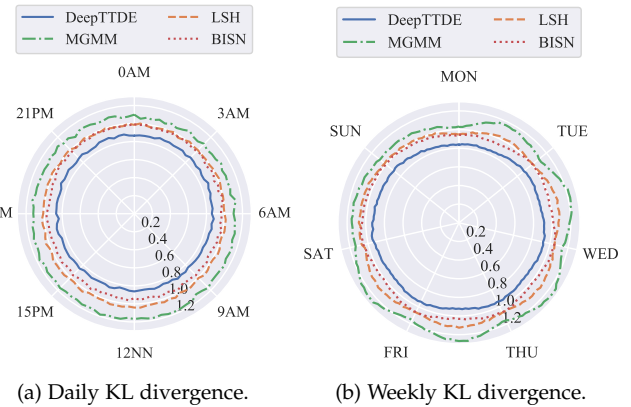 DeepTTDE LSH
MGMM BISN
0AM
3AM
6AM
9AM
12NN
15PM
M
21PM
0.2
0.4
0.6
0.8
1.0
1.2
(a) Daily KL divergence.
DeepTTDE LSH
MGMM BISN
MON
TUE
WED
THU
FRI
SAT
SUN
0.2
0.4
0.6
0.8
1.0
1.2
(b) Weekly KL divergence.